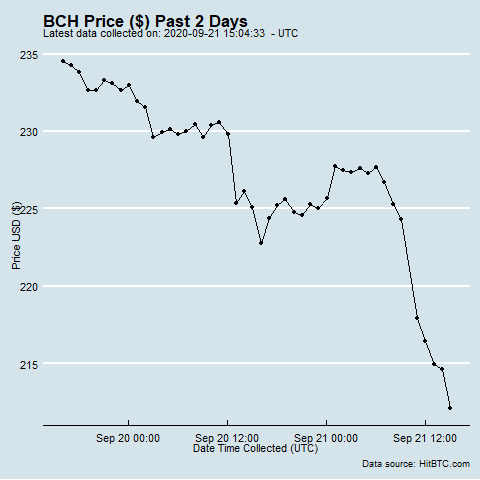 BCH Price ($) Past 2 Days
Latest data collected on: 2020-09-21 15:04:33  - UTC
235
230
225
220
215
Price USD ($)
Sep 20 00:00
Sep 20 12:00
Sep 21 00:00
Sep 21 12:00
Date Time Collected (UTC)
Data source: HitBTC.com